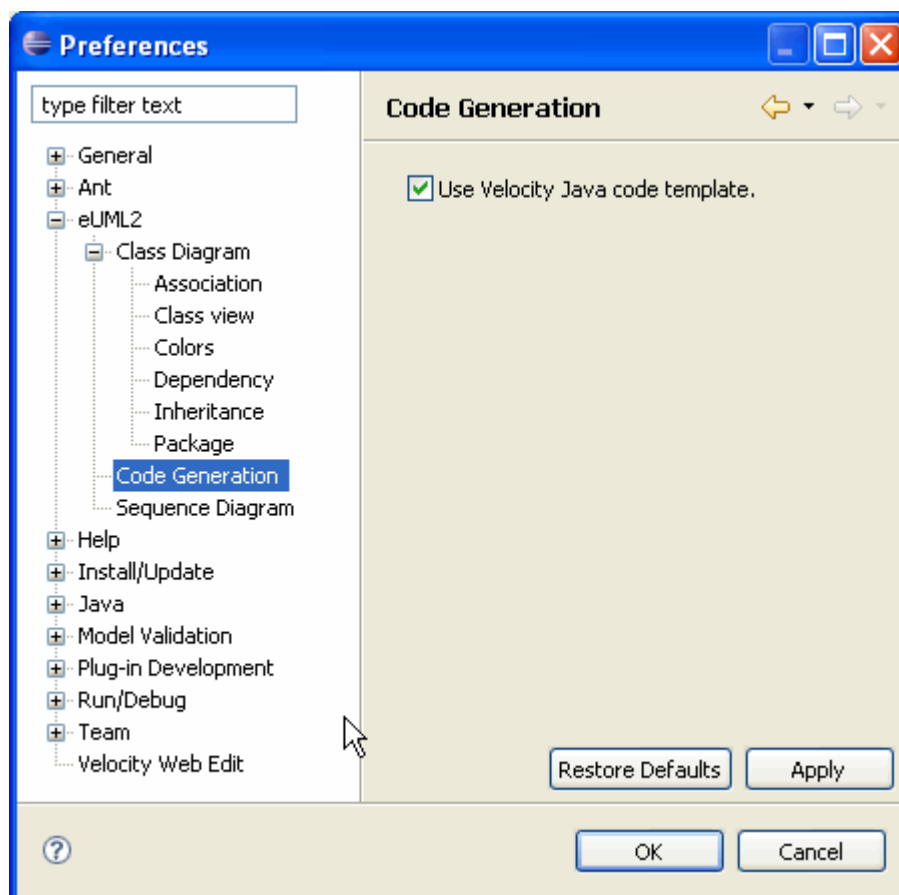 Preferences
type filter text
Code Generation
General
Use Velocity Java code template.
Ant
eUML2
Class Diagram
Association
Class view
Colors
Dependency
Inheritance
Package
Code Generation
Sequence Diagram
Help
Install/Update
Java
Model Validation
Plug-in Development
Run/Debug
Team
Velocity Web Edit
Restore Defaults
Apply
?
OK
Cancel